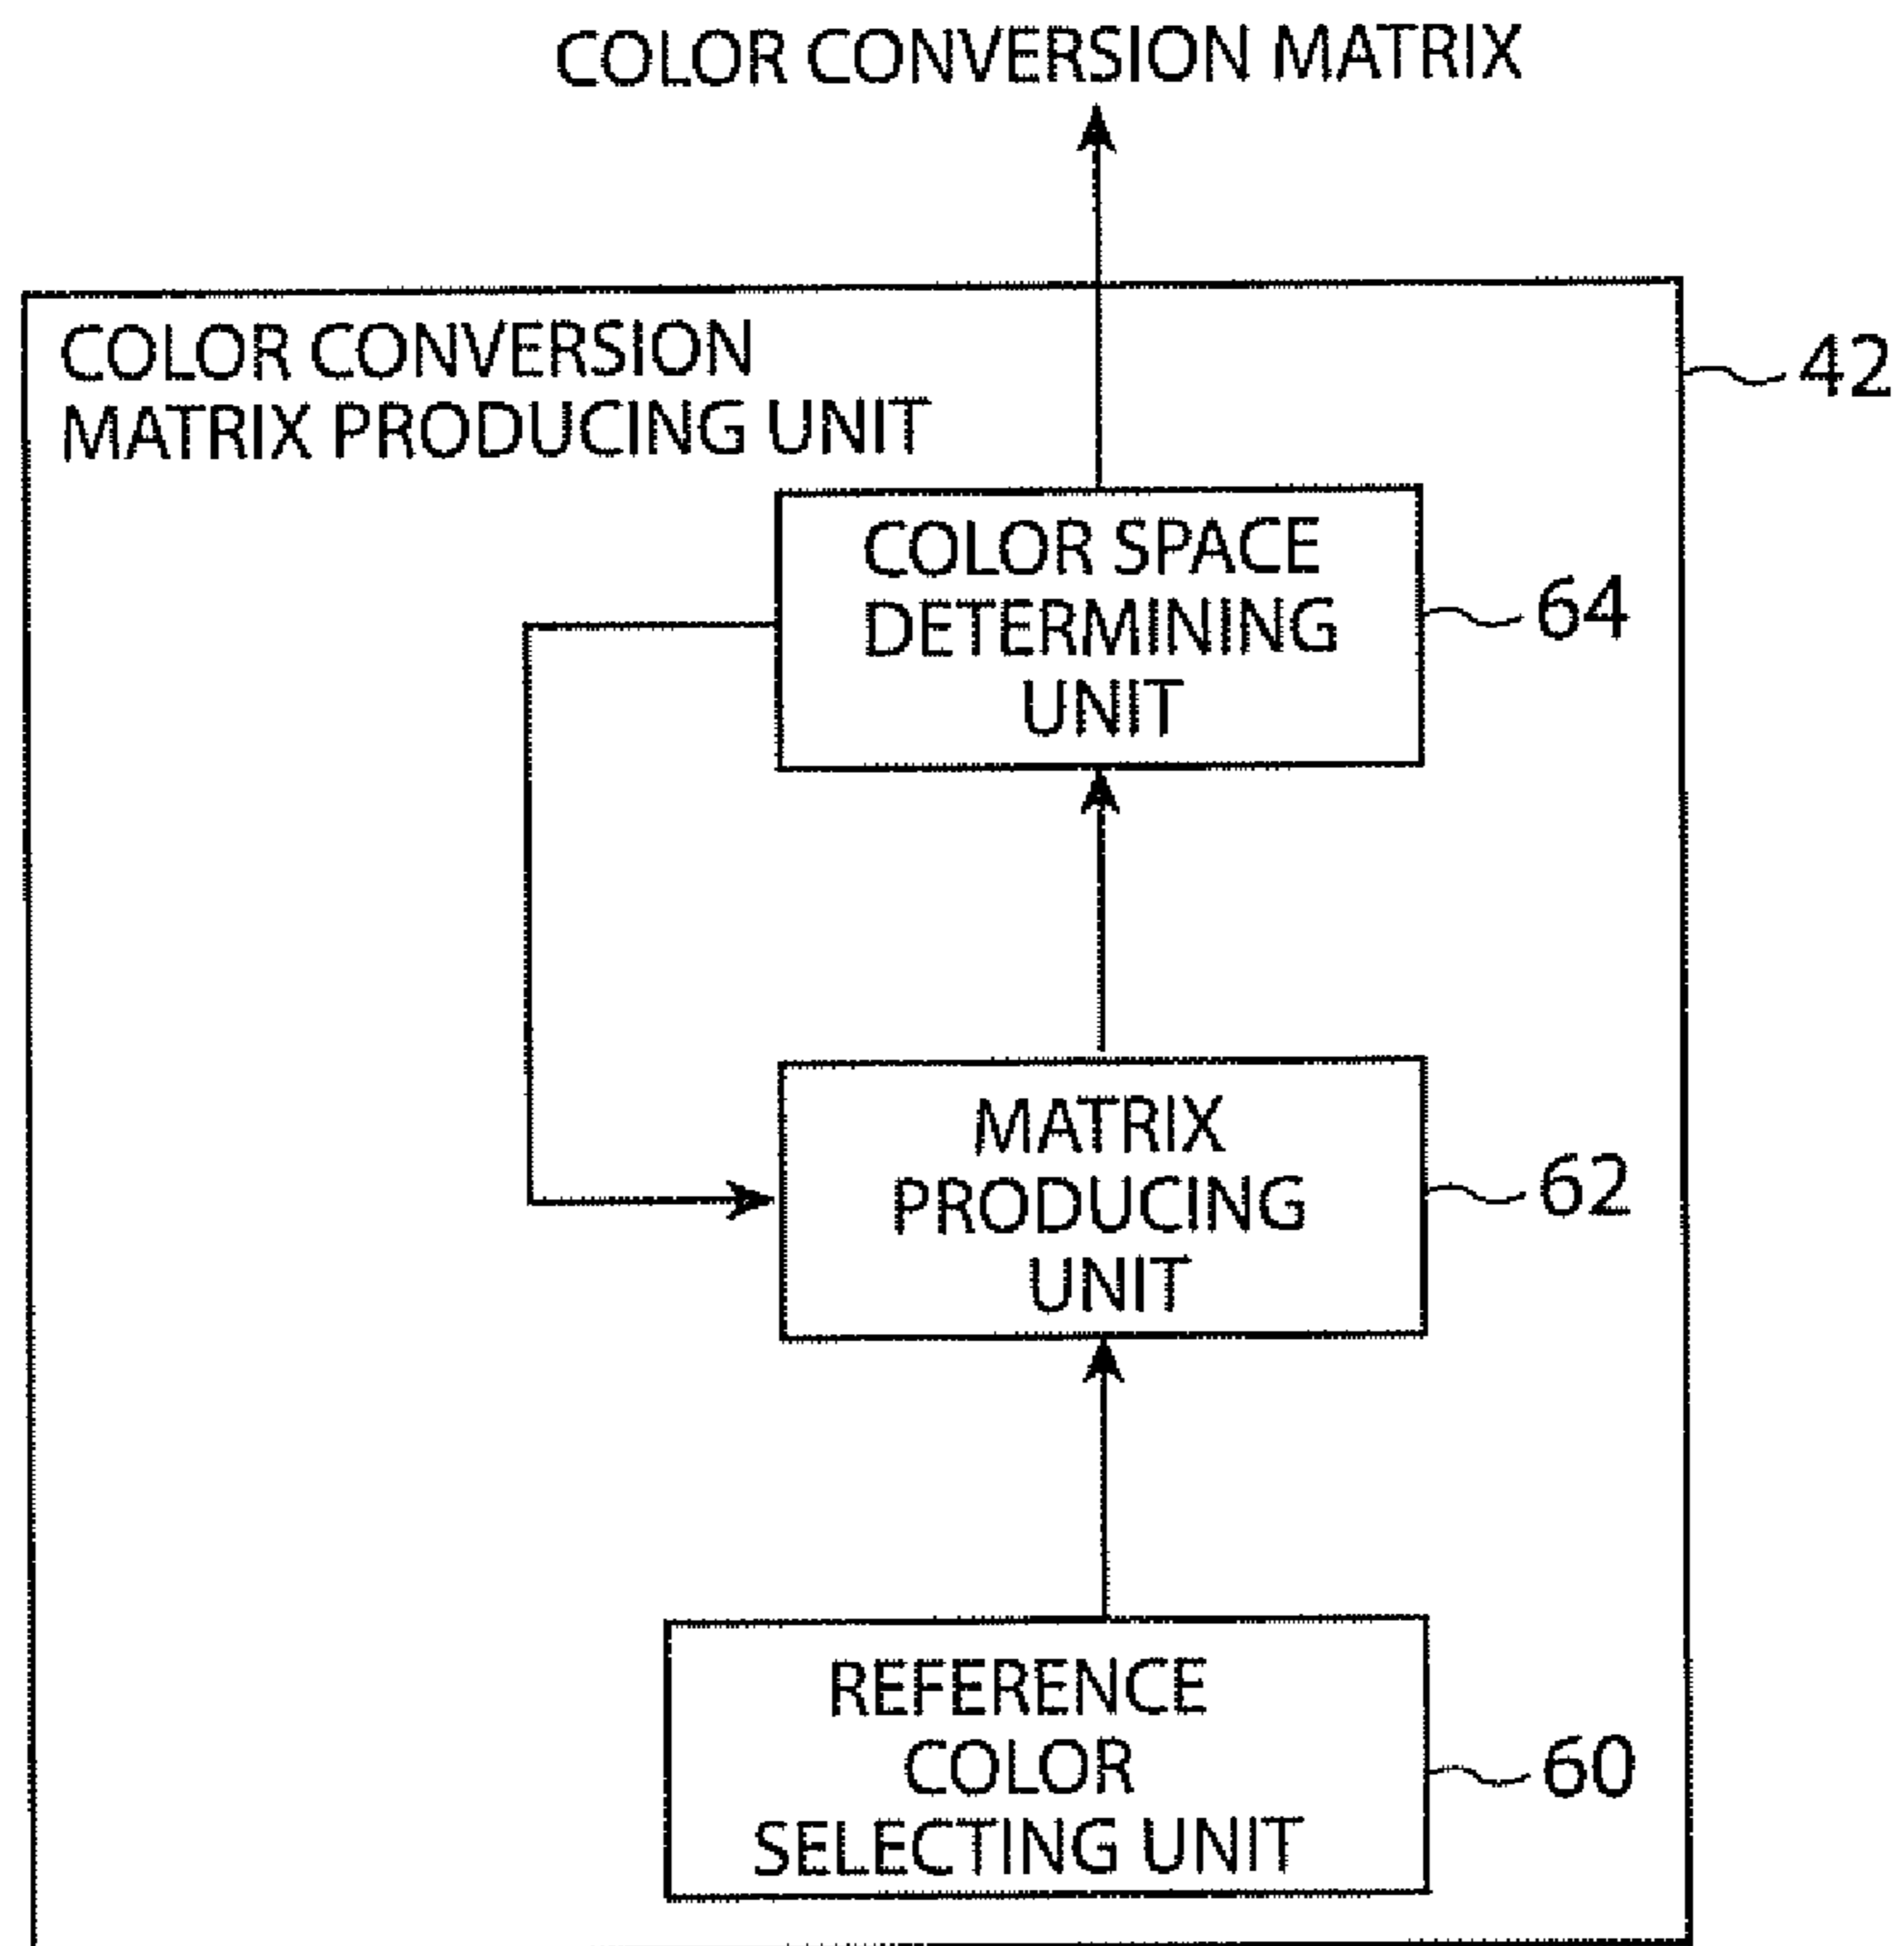 COLOR CONVERSION MATRIX
COLOR CONVERSION
MATRIX PRODUCING UNIT
42
COLOR SPACE
DETERMINING
UNIT
64
MATRIX
PRODUCING
UNIT
62
REFERENCE
COLOR
SELECTING UNIT
60